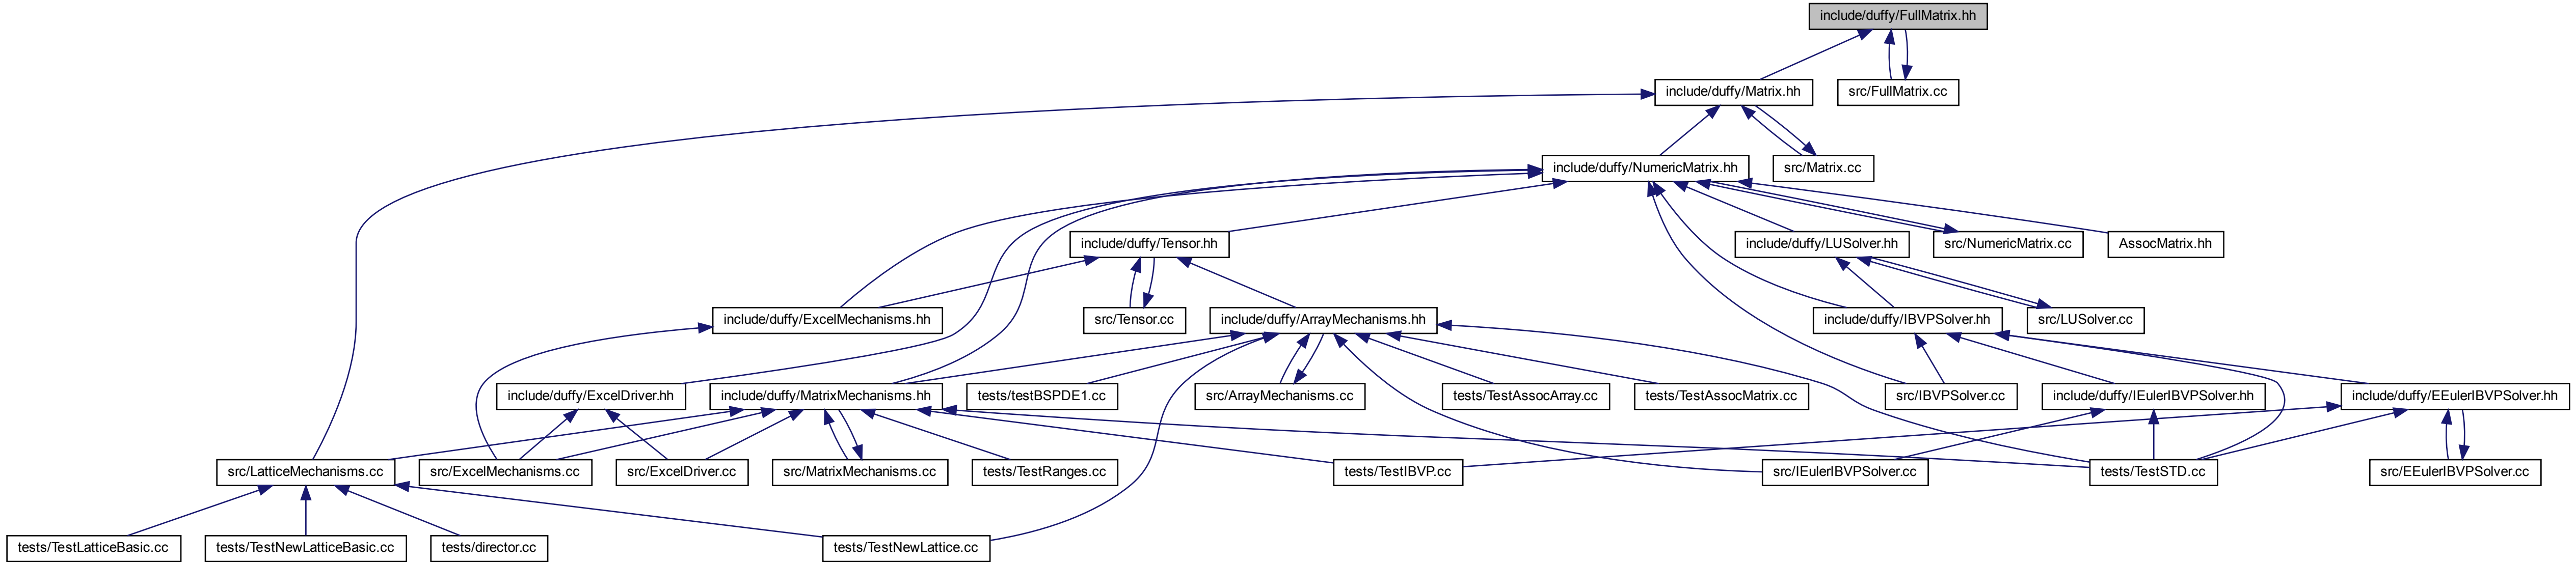 include/duffy/FullMatrix.hh
include/duffy/Matrix.hh
src/FullMatrix.cc
include/duffy/NumericMatrix.hh
src/Matrix.cc
include/duffy/Tensor.hh
include/duffy/LUSolver.hh
src/NumericMatrix.cc
AssocMatrix.hh
include/duffy/ExcelMechanisms.hh
src/Tensor.cc
include/duffy/ArrayMechanisms.hh
include/duffy/IBVPSolver.hh
src/LUSolver.cc
include/duffy/ExcelDriver.hh
include/duffy/MatrixMechanisms.hh
tests/testBSPDE1.cc
src/ArrayMechanisms.cc
tests/TestAssocArray.cc
tests/TestAssocMatrix.cc
src/IBVPSolver.cc
include/duffy/IEulerIBVPSolver.hh
include/duffy/EEulerIBVPSolver.hh
src/LatticeMechanisms.cc
src/ExcelMechanisms.cc
src/ExcelDriver.cc
src/MatrixMechanisms.cc
tests/TestRanges.cc
tests/TestIBVP.cc
src/IEulerIBVPSolver.cc
tests/TestSTD.cc
src/EEulerIBVPSolver.cc
tests/TestLatticeBasic.cc
tests/TestNewLatticeBasic.cc
tests/director.cc
tests/TestNewLattice.cc